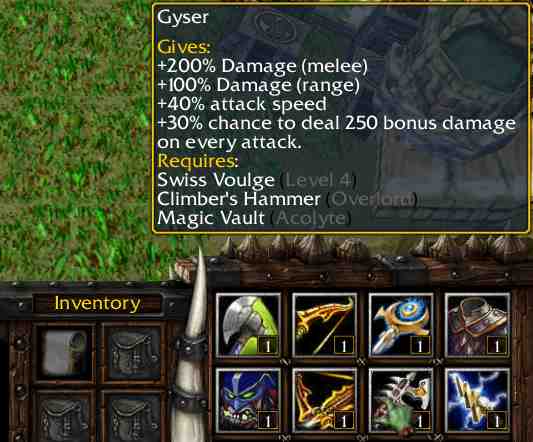 Gyser
Gives:
+200% Damage (melee)
+100% Damage (range)
+40% attack speed
+30% chance to deal 250 bonus damage
on every attack.
Requires:
Swiss Voulge (Level 4)
Climber's Hammer (Overlord)
Magic Vault (Acolyte)
Inventory
1 1 1 1
1 1 1 1